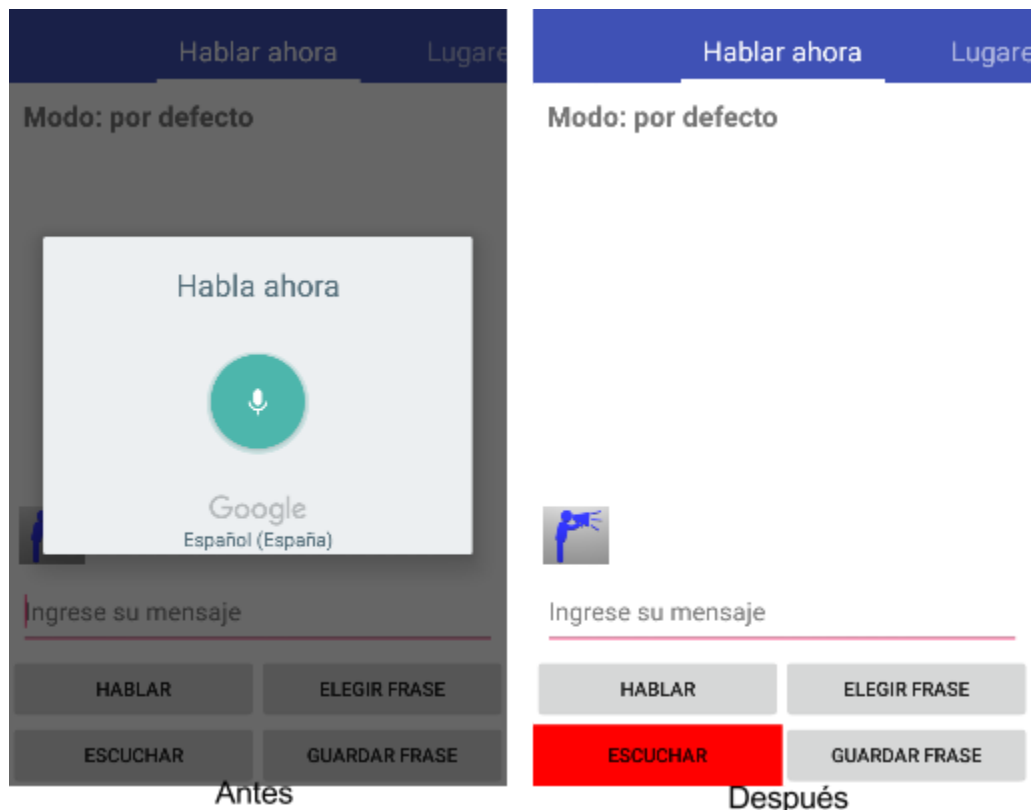 Hablar ahora Lugare
Modo: por defecto
Habla ahora
Google
Español (España)
Ingrese su mensaje
HABLAR ELEGIR FRASE
ESCUCHAR GUARDAR FRASE
Antes
Hablar ahora Lugare
Modo: por defecto
Ingrese su mensaje
HABLAR ELEGIR FRASE
ESCUCHAR GUARDAR FRASE
Después